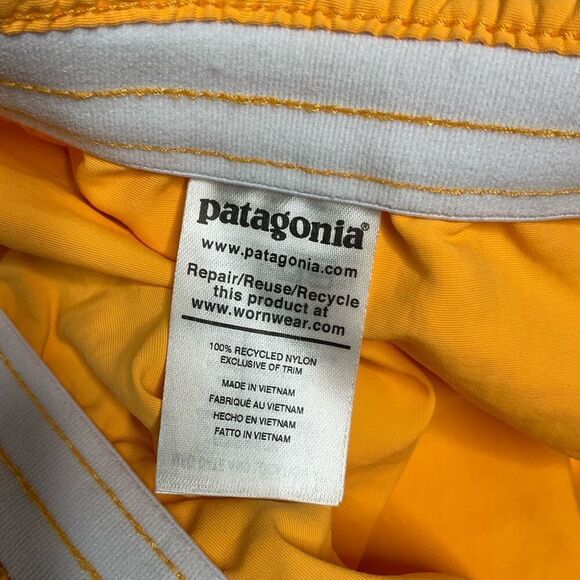 patagonia®
www.patagonia.com
Repair/Reuse/Recycle
this product at
www.wornwear.com
100% RECYCLED NYLON
EXCLUSIVE OF TRIM
MADE IN VIETNAM
FABRIQUÉ AU VIETNAM
HECHO EN VIETNAM
FATTO IN VIETNAM